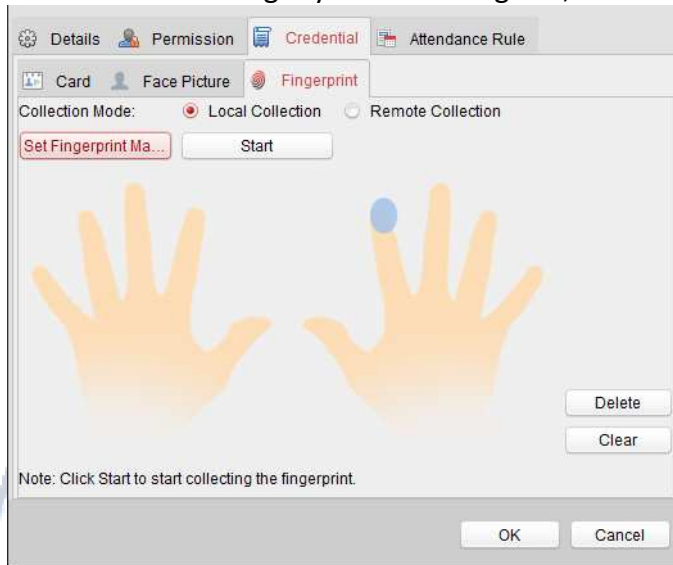 Details Permission Credential Attendance Rule
Card Face Picture Fingerprint
Collection Mode: Local Collection Remote Collection
Set Fingerprint Ma... Start
Delete
Clear
Note: Click Start to start collecting the fingerprint.
OK Cancel